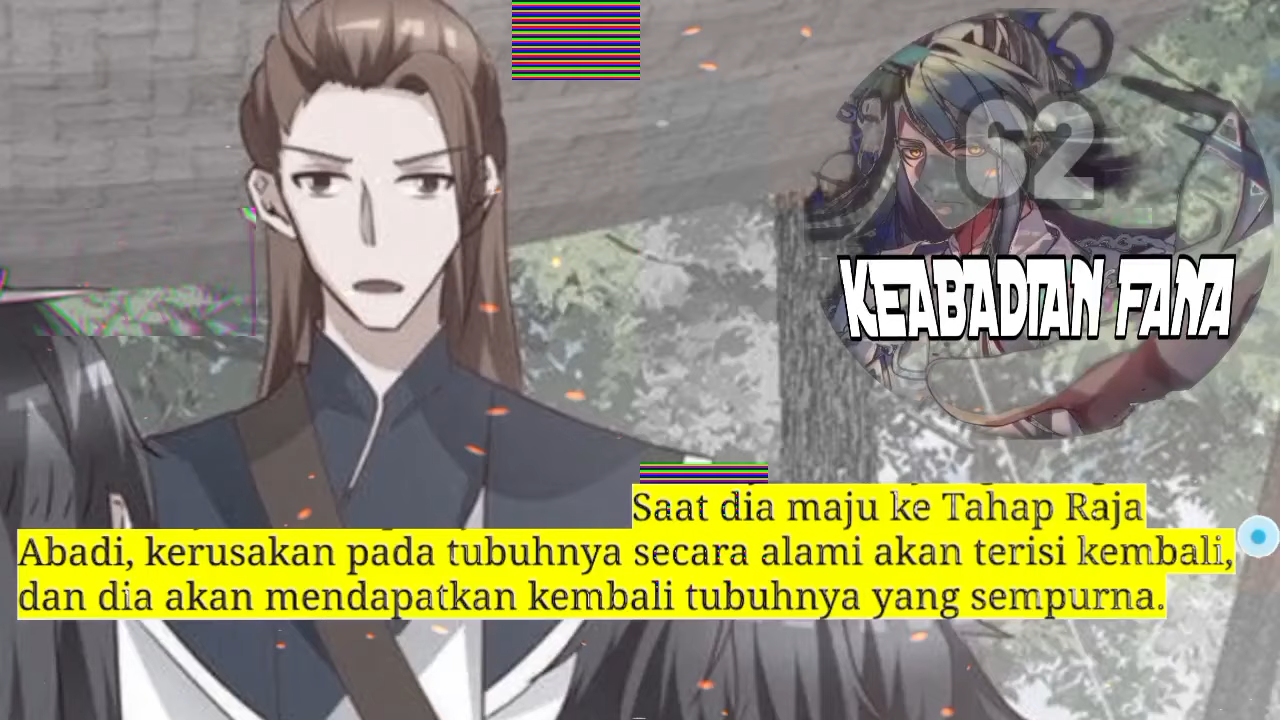 S2
KEABADIAN FANA
Saat dia maju ke Tahap Raja
Abadi, kerusakan pada tubuhnya secara alami akan terisi kembali,
dan dia akan mendapatkan kembali tubuhnya yang sempurna.